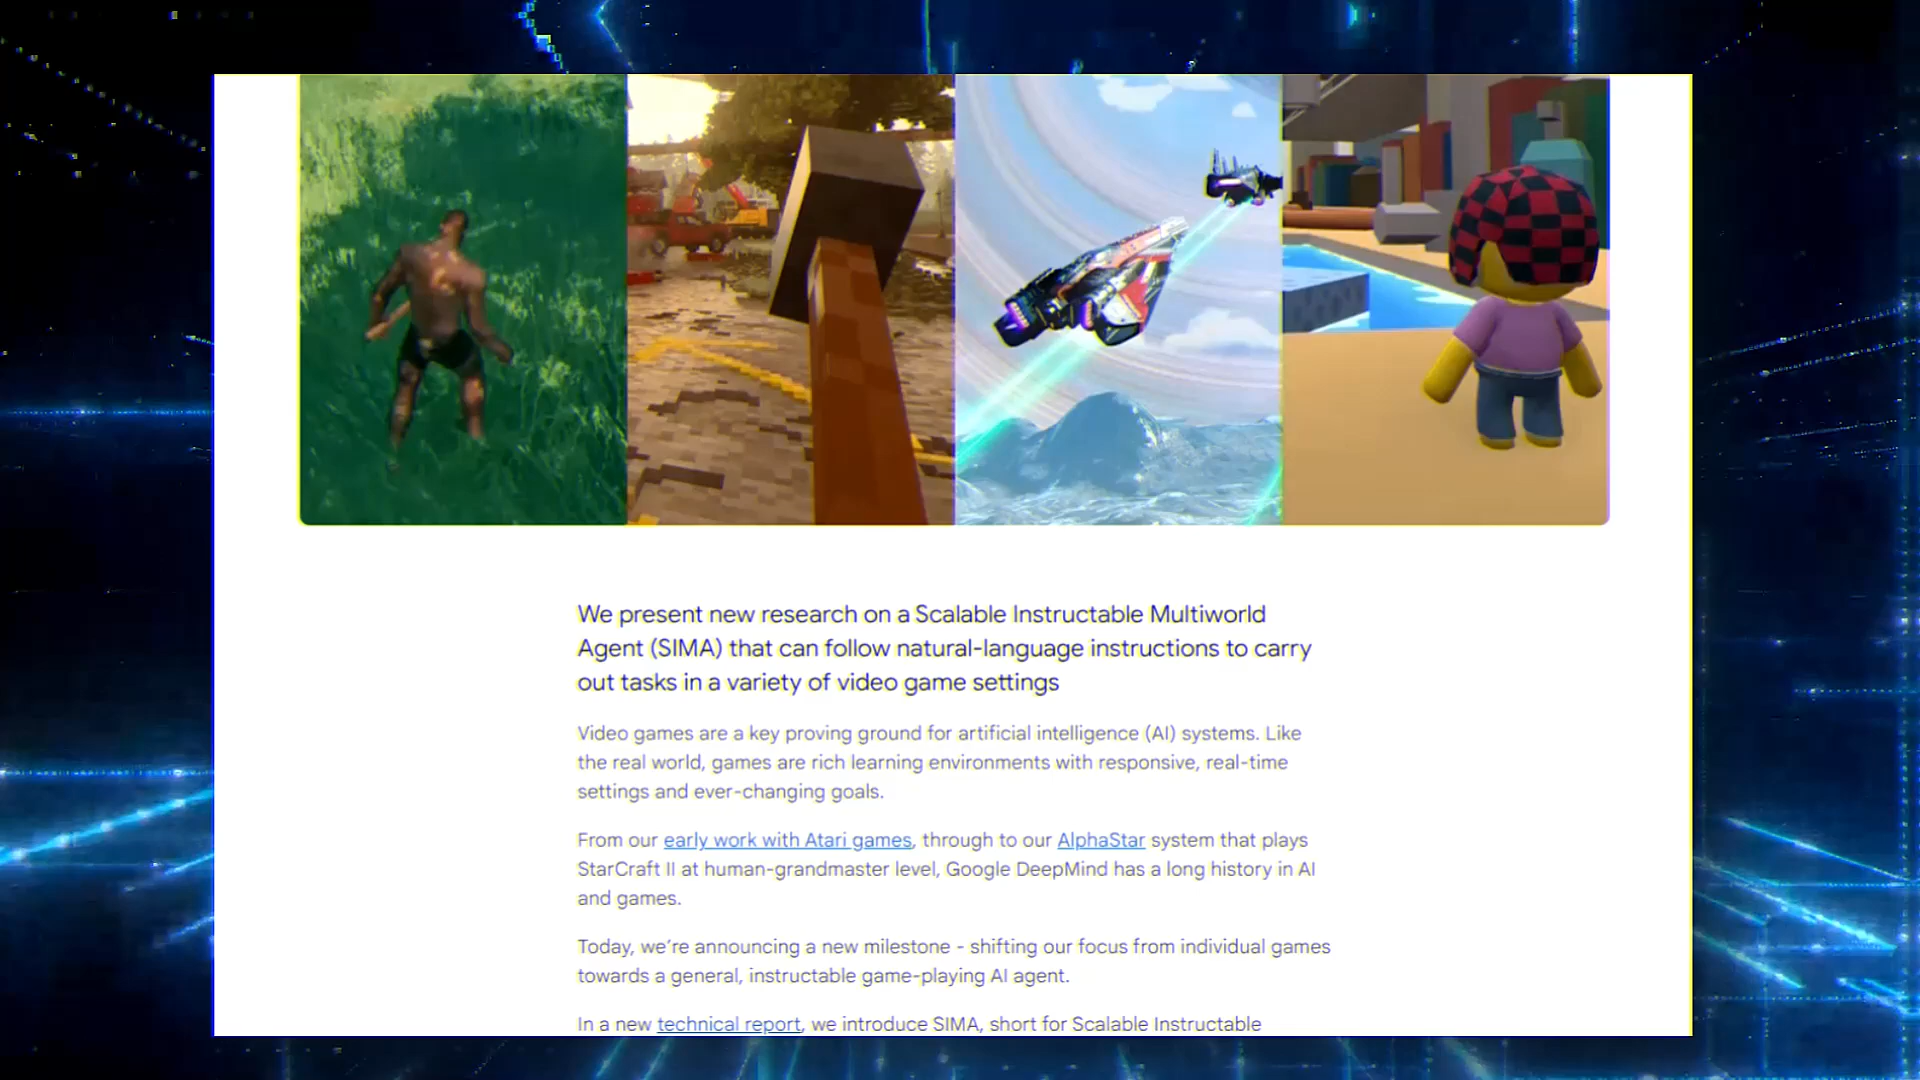 We present new research on a Scalable Instructable Multiworld
Agent (SIMA) that can follow natural-language instructions to carry
out tasks in a variety of video game settings
Video games are a key proving ground for artificial intelligence (AI) systems. Like
the real world, games are rich learning environments with responsive, real-time
settings and ever-changing goals.
From our early work with Atari games, through to our AlphaStar system that plays
StarCraft II at human-grandmaster level, Google DeepMind has a long history in AI
and games.
Today, we’re announcing a new milestone - shifting our focus from individual games
towards a general, instructable game-playing AI agent.
In a new technical report, we introduce SIMA, short for Scalable Instructable